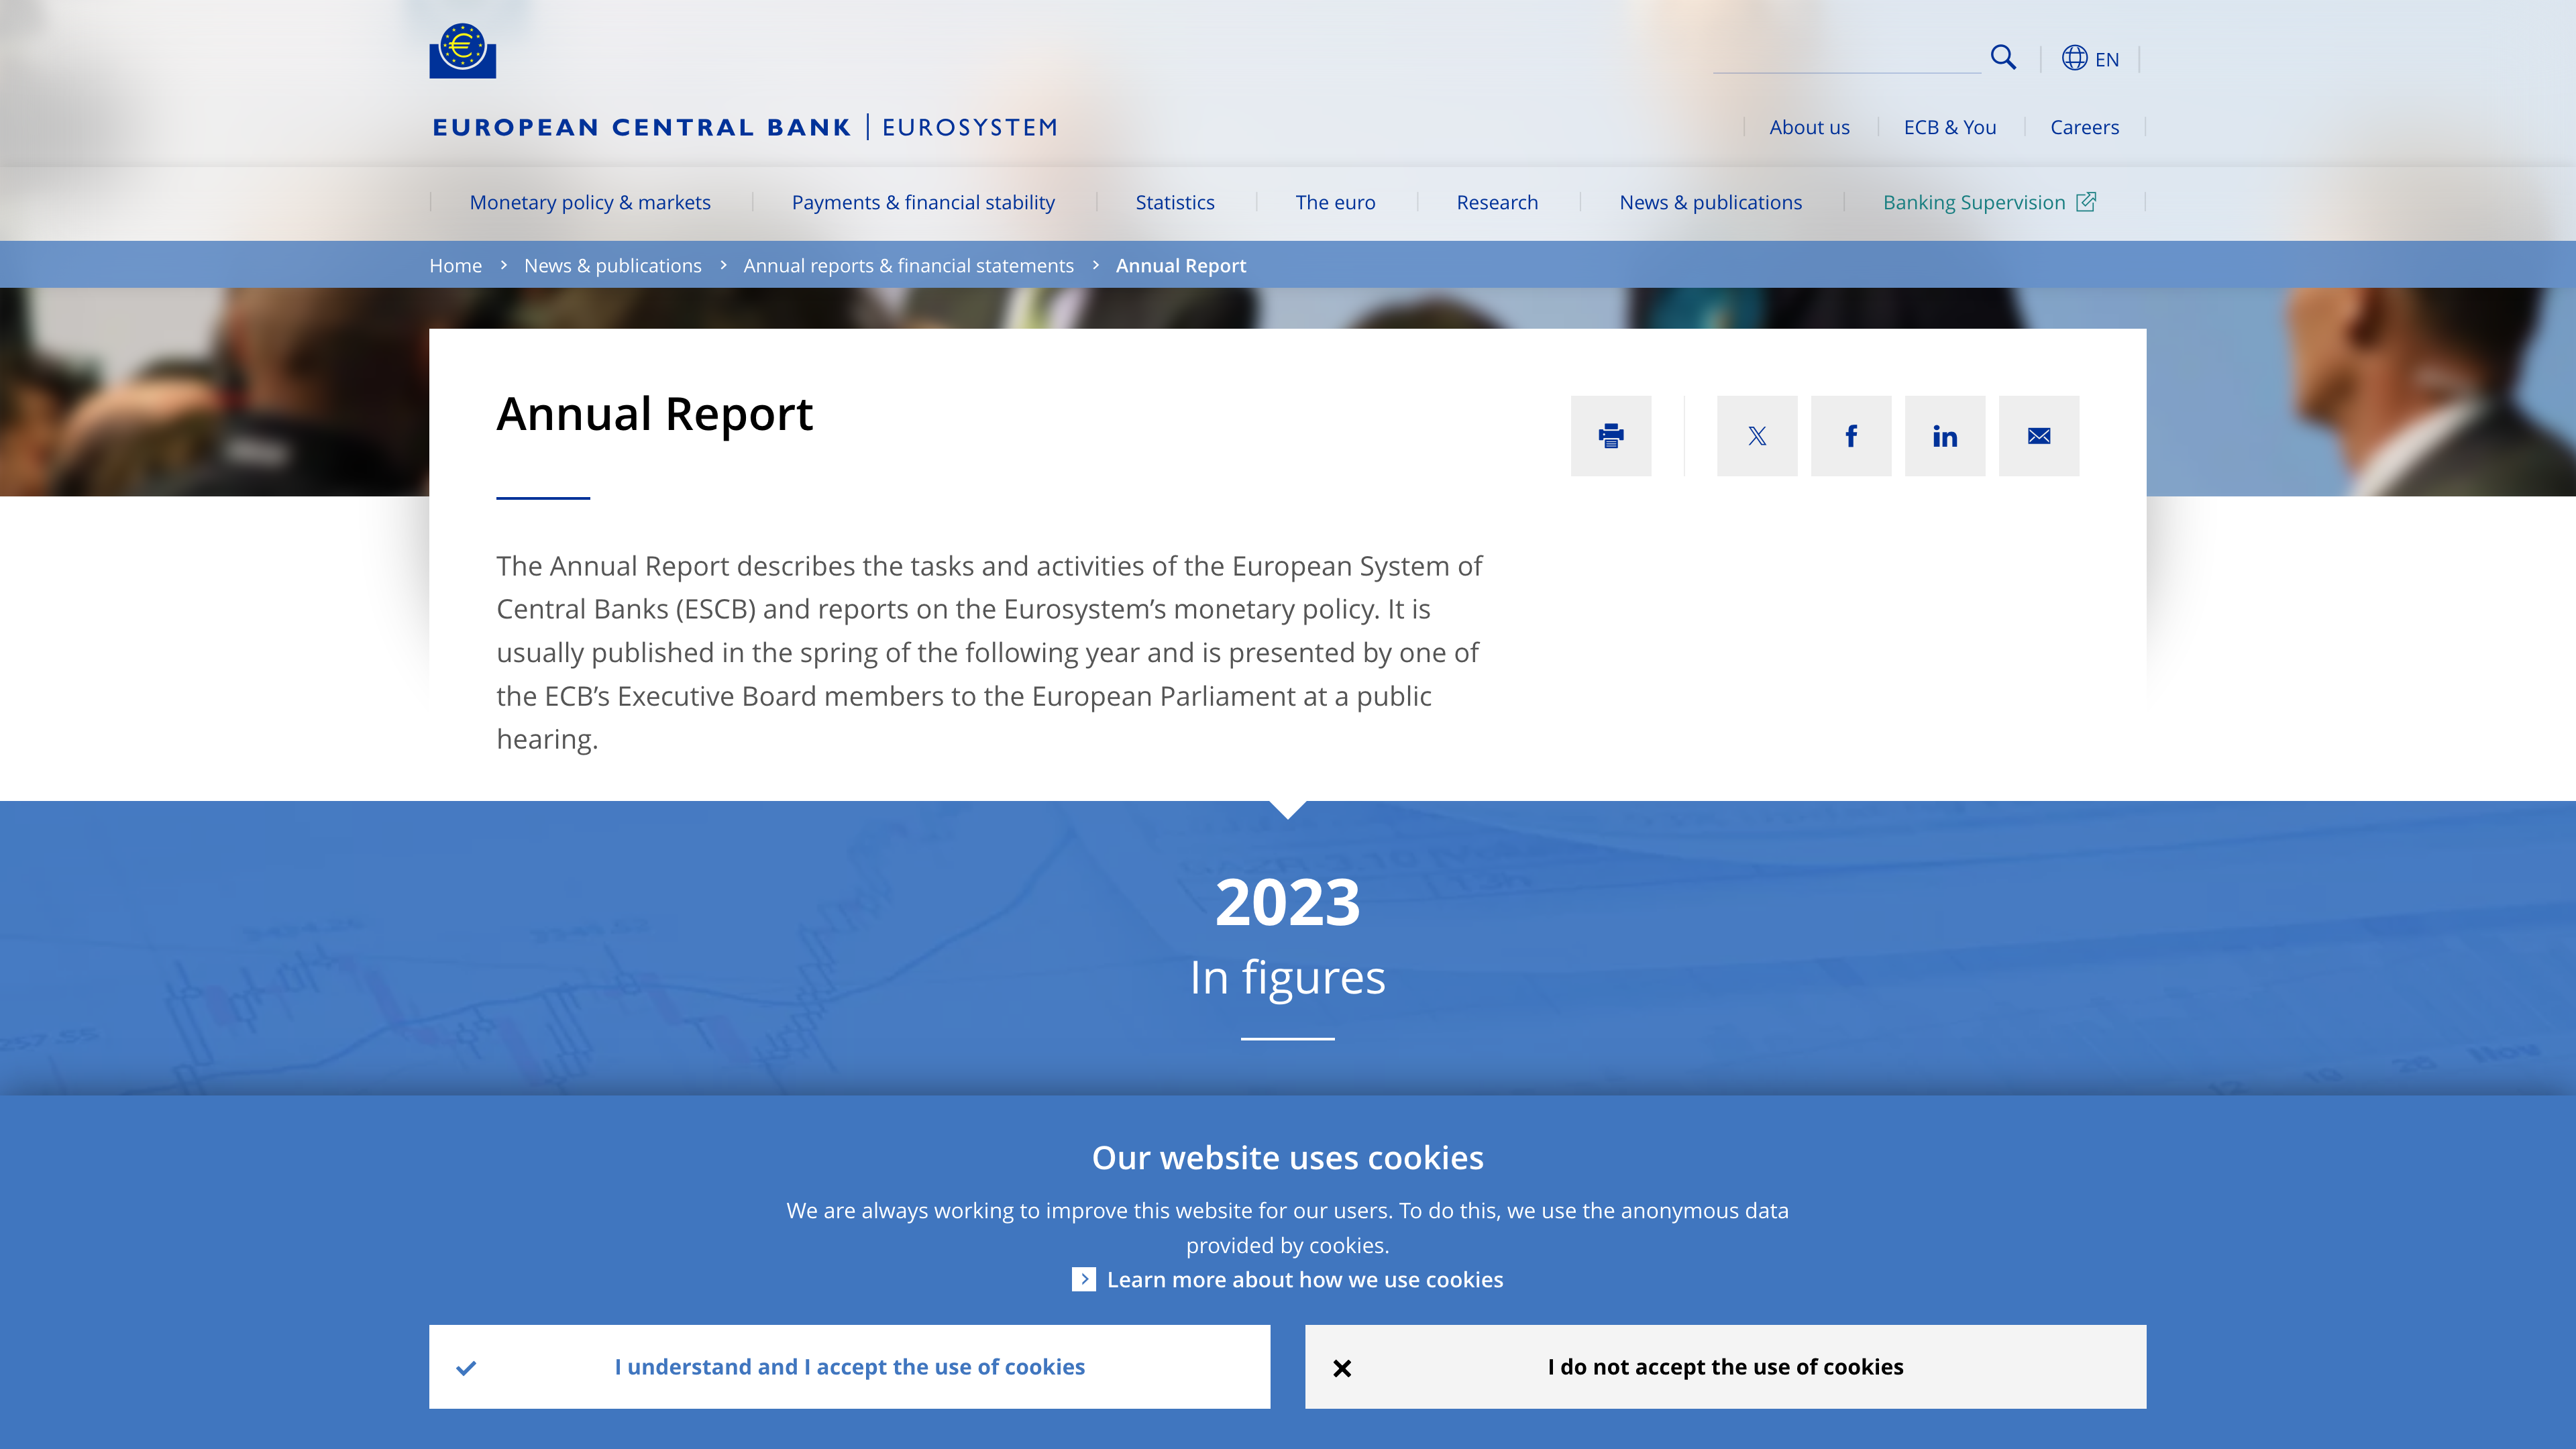 EN
EUROPEAN CENTRAL BANK | EUROSYSTEM
About us
ECB & You
Careers
Monetary policy & markets
Payments & financial stability
Statistics
The euro
Research
News & publications
Banking Supervision
Home
News & publications
Annual reports & financial statements
Annual Report
Annual Report
The Annual Report describes the tasks and activities of the European System of
Central Banks (ESCB) and reports on the Eurosystem’s monetary policy. It is
usually published in the spring of the following year and is presented by one of
the ECB’s Executive Board members to the European Parliament at a public
hearing.
2023
In figures
Our website uses cookies
We are always working to improve this website for our users. To do this, we use the anonymous data
provided by cookies.
Learn more about how we use cookies
I understand and I accept the use of cookies
I do not accept the use of cookies